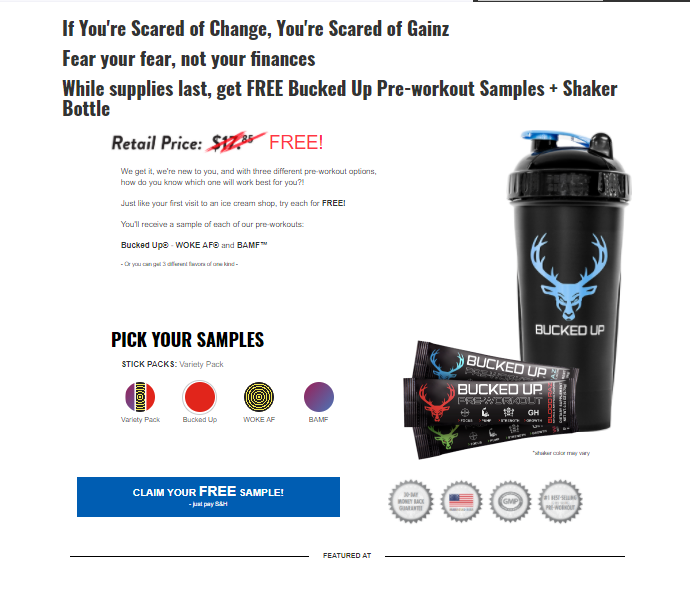 If You're Scared of Change, You're Scared of Gainz
Fear your fear, not your finances
While supplies last, get FREE Bucked Up Pre-workout Samples + Shaker
Bottle
Retail Price: $17.85 FREE!
We get it, we're new to you, and with three different pre-workout options,
how do you know which one will work best for you?!
Just like your first visit to an ice cream shop, try each for FREE!
You'll receive a sample of each of our pre-workouts:
Bucked Up® - WOKE AF® and BAMF™
- Or you can get 3 different flavors of one kind -
PICK YOUR SAMPLES
STICK PACKS: Variety Pack
Variety Pack
Bucked Up
WOKE AF
BAMF
CLAIM YOUR FREE SAMPLE!
- just pay S&H
BUCKED UP
BUCKED UP
BUCKED UP
PRE-WORKOUT
GH
FOCUS
PUMP
STRENGTH
GROWTH
BLOOD RAZ
*shaker color may vary
30-DAY
MONEY BACK
GUARANTEE
GMP
#1 BEST-SELLING
PRE-WORKOUT
FEATURED AT